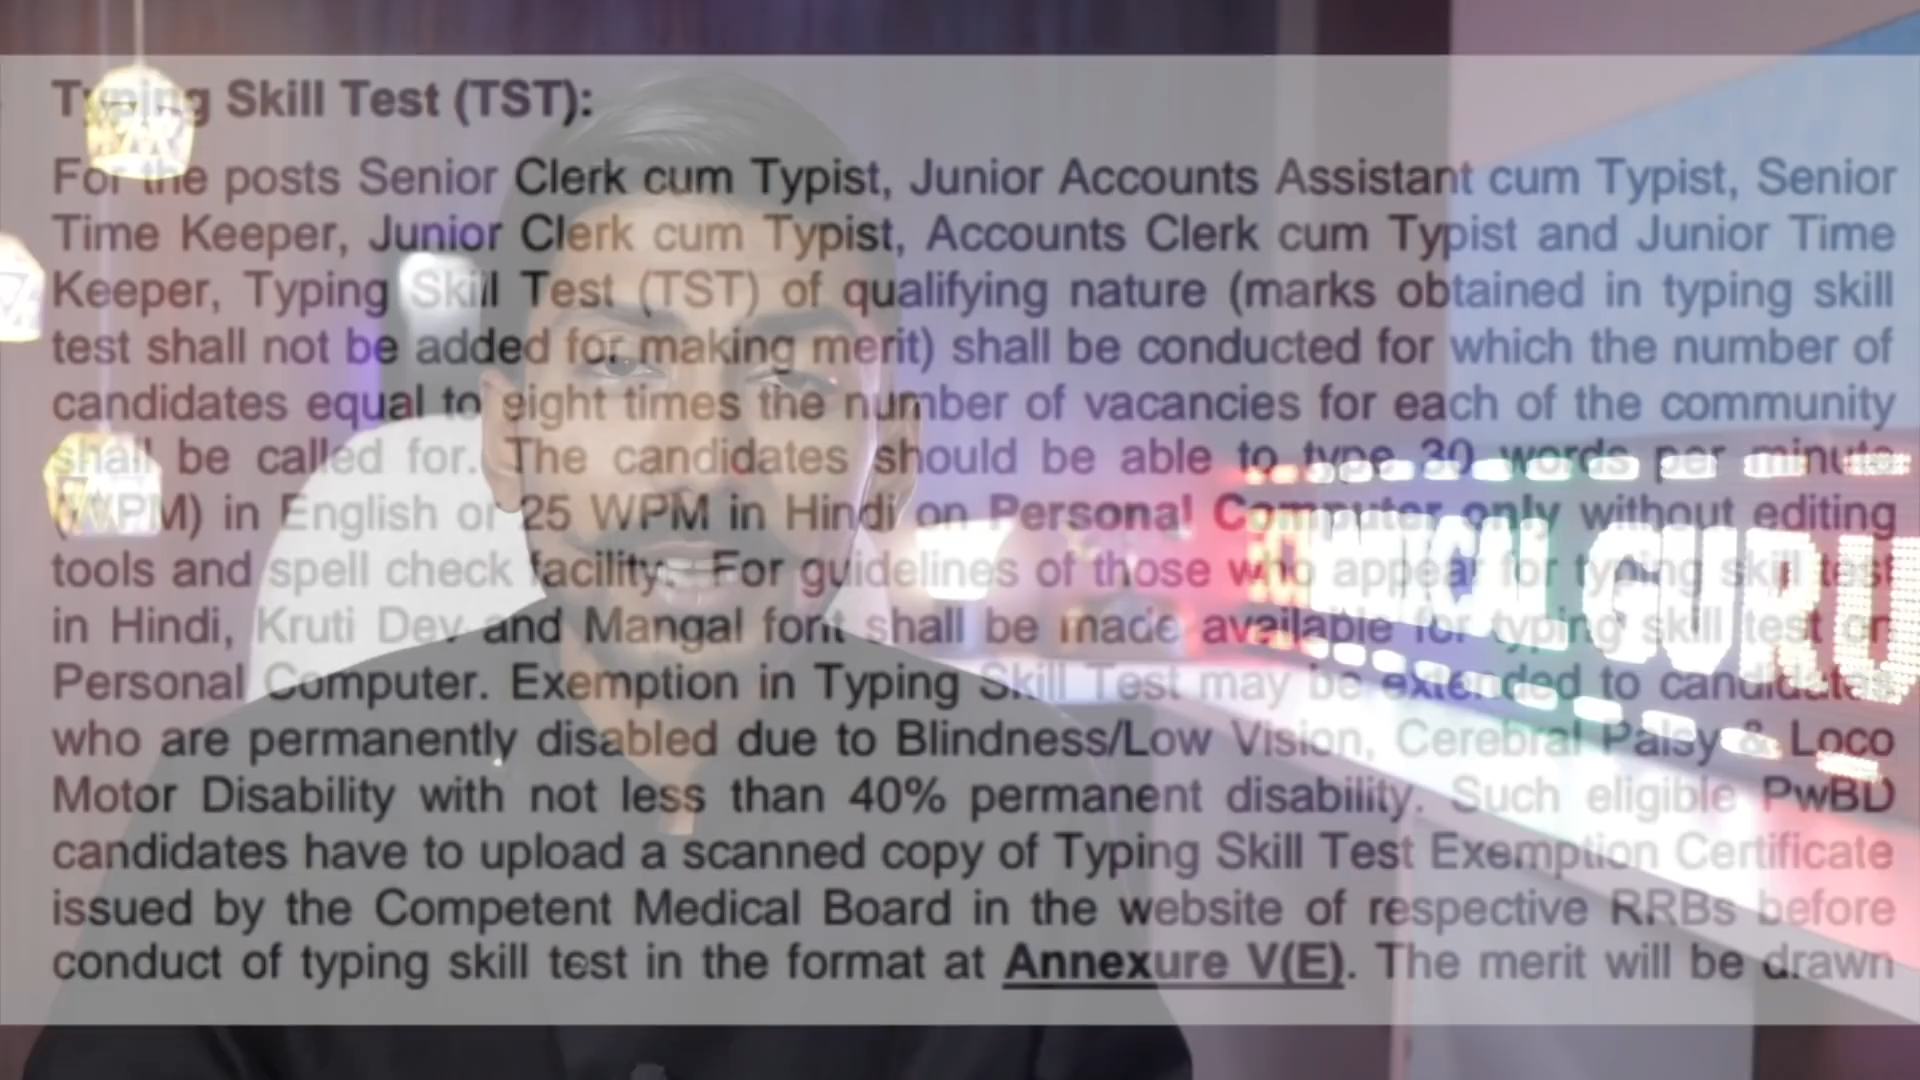 Typing Skill Test (TST):
For the posts Senior Clerk cum Typist, Junior Accounts Assistant cum Typist, Senior
Time Keeper, Junior Clerk cum Typist, Accounts Clerk cum Typist and Junior Time
Keeper, Typing Skill Test (TST) of qualifying nature (marks obtained in typing skill
test shall not be added for making merit) shall be conducted for which the number of
candidates equal to eight times the number of vacancies for each of the community
shall be called for. The candidates should be able to type 30 words per minute
(WPM) in English or 25 WPM in Hindi on Personal Computer only without editing
tools and spell check facility. For guidelines of those who appear for typing skill test
in Hindi, Kruti Dev and Mangal font shall be made available for typing skill test on
Personal Computer. Exemption in Typing Skill Test may be extended to candidates
who are permanently disabled due to Blindness/Low Vision, Cerebral Palsy & Loco
Motor Disability with not less than 40% permanent disability. Such eligible PwBD
candidates have to upload a scanned copy of Typing Skill Test Exemption Certificate
issued by the Competent Medical Board in the website of respective RRBs before
conduct of typing skill test in the format at Annexure V(E). The merit will be drawn
GURU